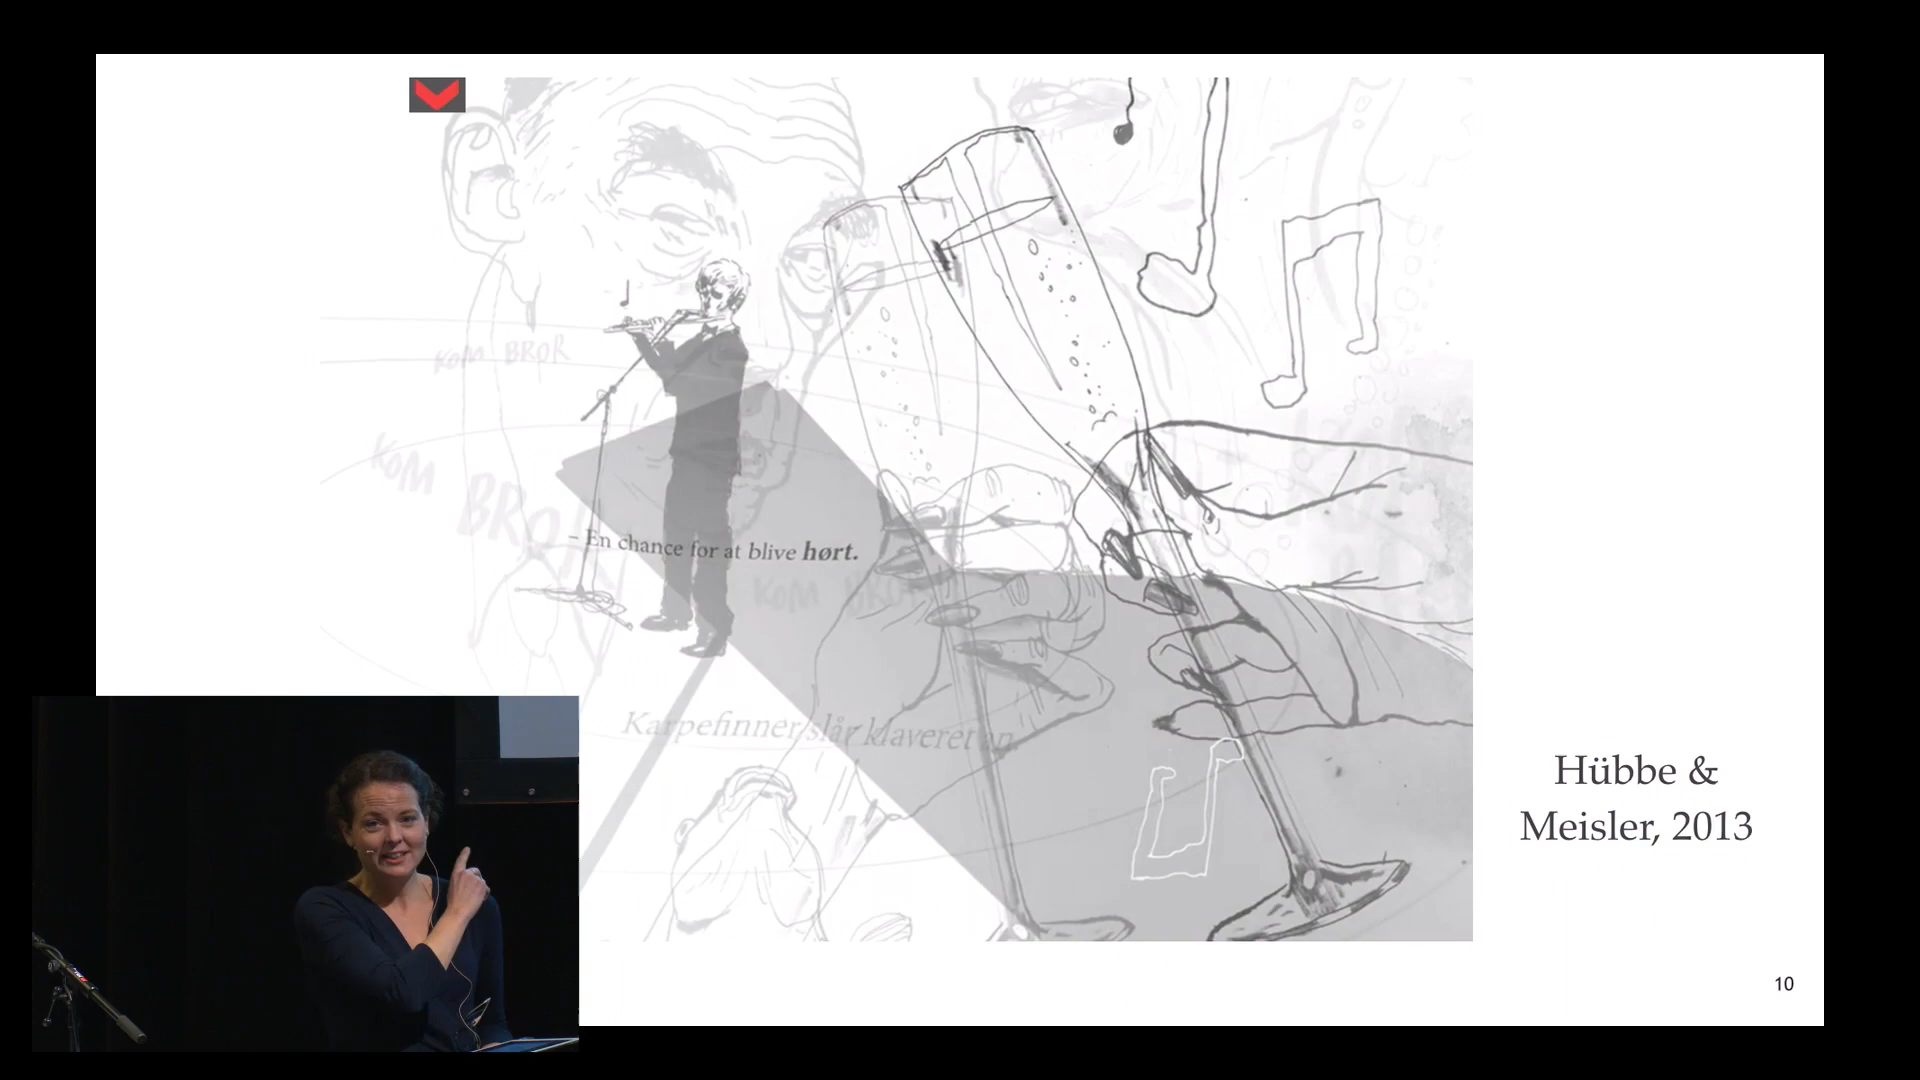 KOM BROR
KOM BROR
– En chance for at blive hørt.
KOM BROR
Karpefinner slår klaveret an.
Hübbe &
Meisler, 2013
10